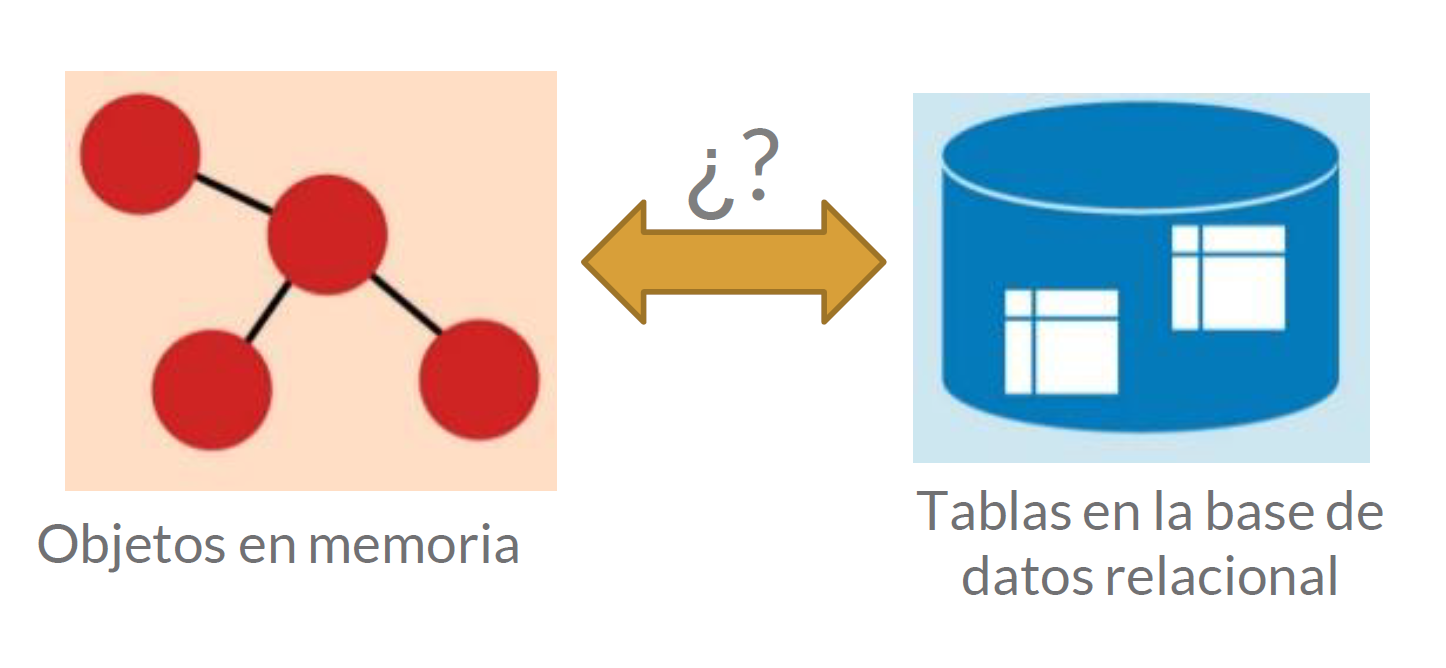 ¿?
Objetos en memoria
Tablas en la base de
datos relacional